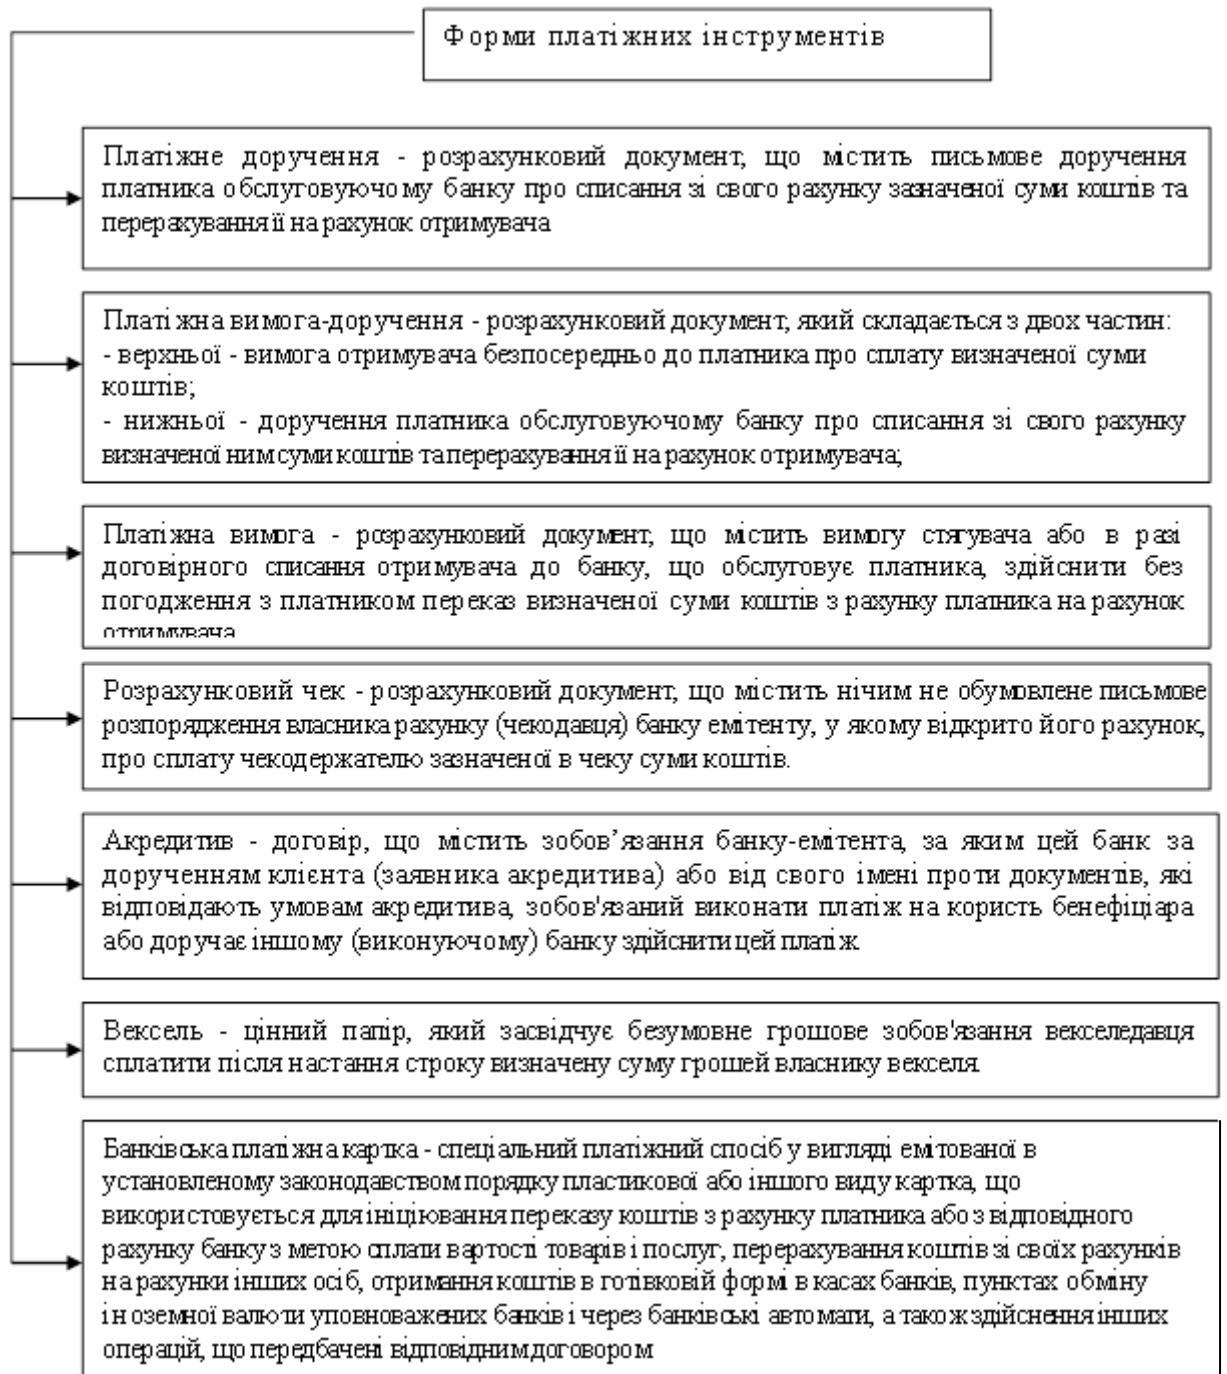 Форми платіжних інструментів
Платіжне доручення - розрахунковий документ, що містить письмове доручення
платника обслуговуючому банку про списання зі свого рахунку зазначеної суми коштів та
перерахування її на рахунок отримувача
Платіжна вимога-доручення - розрахунковий документ, який складається з двох частин:
- верхньої - вимога отримувача безпосередньо до платника про сплату визначеної суми
коштів;
- нижньої - доручення платника обслуговуючому банку про списання зі свого рахунку
визначеної ним суми коштів та перерахування її на рахунок отримувача;
Платіжна вимога - розрахунковий документ, що містить вимогу стягувача або в разі
договірного списання отримувача до банку, що обслуговує платника, здійснити без
погодження з платником переказ визначеної суми коштів з рахунку платника на рахунок
отримувача
Розрахунковий чек - розрахунковий документ, що містить нічим не обумовлене письмове
розпорядження власника рахунку (чекодавця) банку емітенту, у якому відкрито його рахунок,
про сплату чекодержателю зазначеної в чеку суми коштів.
Акредитив - договір, що містить зобов’язання банку-емітента, за яким цей банк за
дорученням клієнта (заявника акредитива) або від свого імені проти документів, які
відповідають умовам акредитива, зобов'язаний виконати платіж на користь бенефіціара
або доручає іншому (виконуючому) банку здійснити цей платіж.
Вексель - цінний папір, який засвідчує безумовне грошове зобов'язання векселедавця
сплатити після настання строку визначену суму грошей власнику векселя.
Банківська платіжна картка - спеціальний платіжний спосіб у вигляді емітованої в
установленому законодавством порядку пластикової або іншого виду картка, що
використовується для ініціювання переказу коштів з рахунку платника або з відповідного
рахунку банку з метою сплати вартості товарів і послуг, перерахування коштів зі своїх рахунків
на рахунки інших осіб, отримання коштів в готівковій формі в касах банків, пунктах обміну
іноземної валюти уповноважених банків і через банківські автомати, а також здійснення інших
операцій, що передбачені відповідним договором